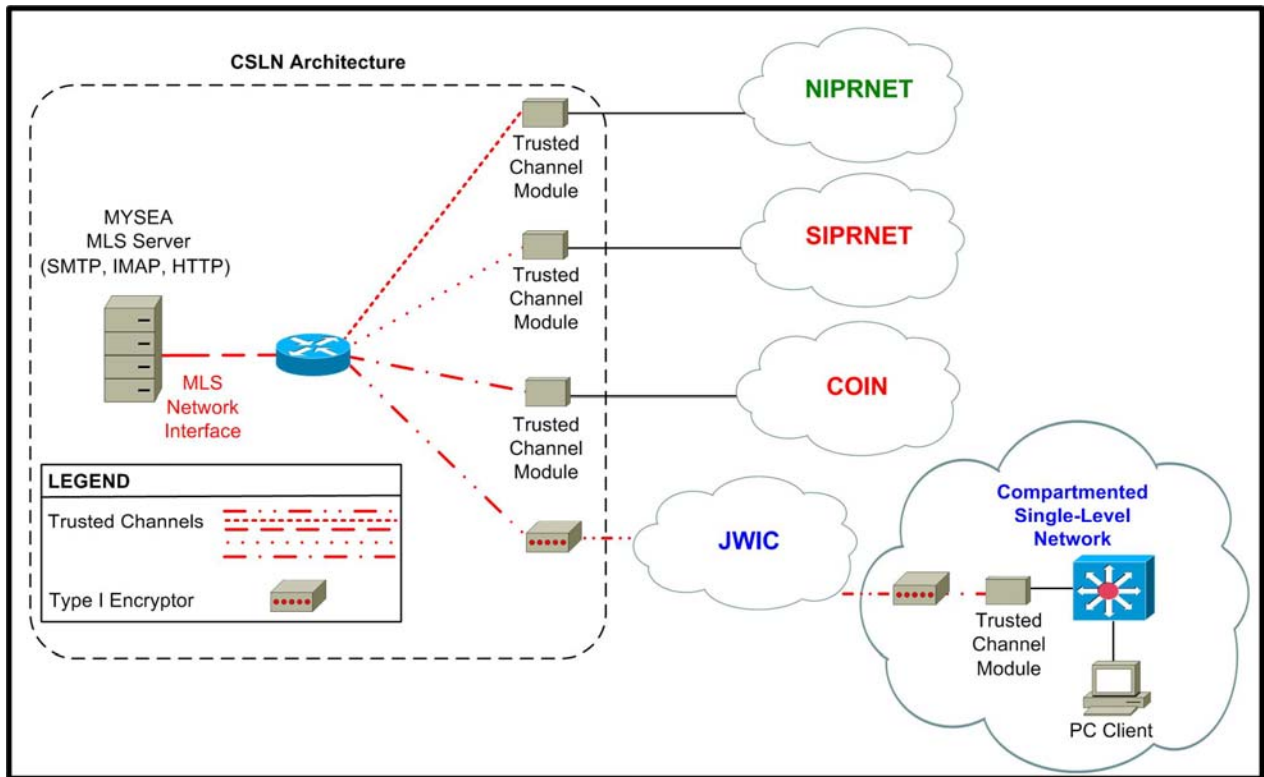 CSLN Architecture
NIPRNET
Trusted
Channel
Module
MYSEA
MLS Server
(SMTP, IMAP, HTTP)
SIPRNET
Trusted
Channel
Module
MLS
Network
Interface
COIN
Trusted
Channel
Module
LEGEND
Trusted Channels
Type I Encryptor
JWIC
Compartmented
Single-Level
Network
Trusted
Channel
Module
PC Client